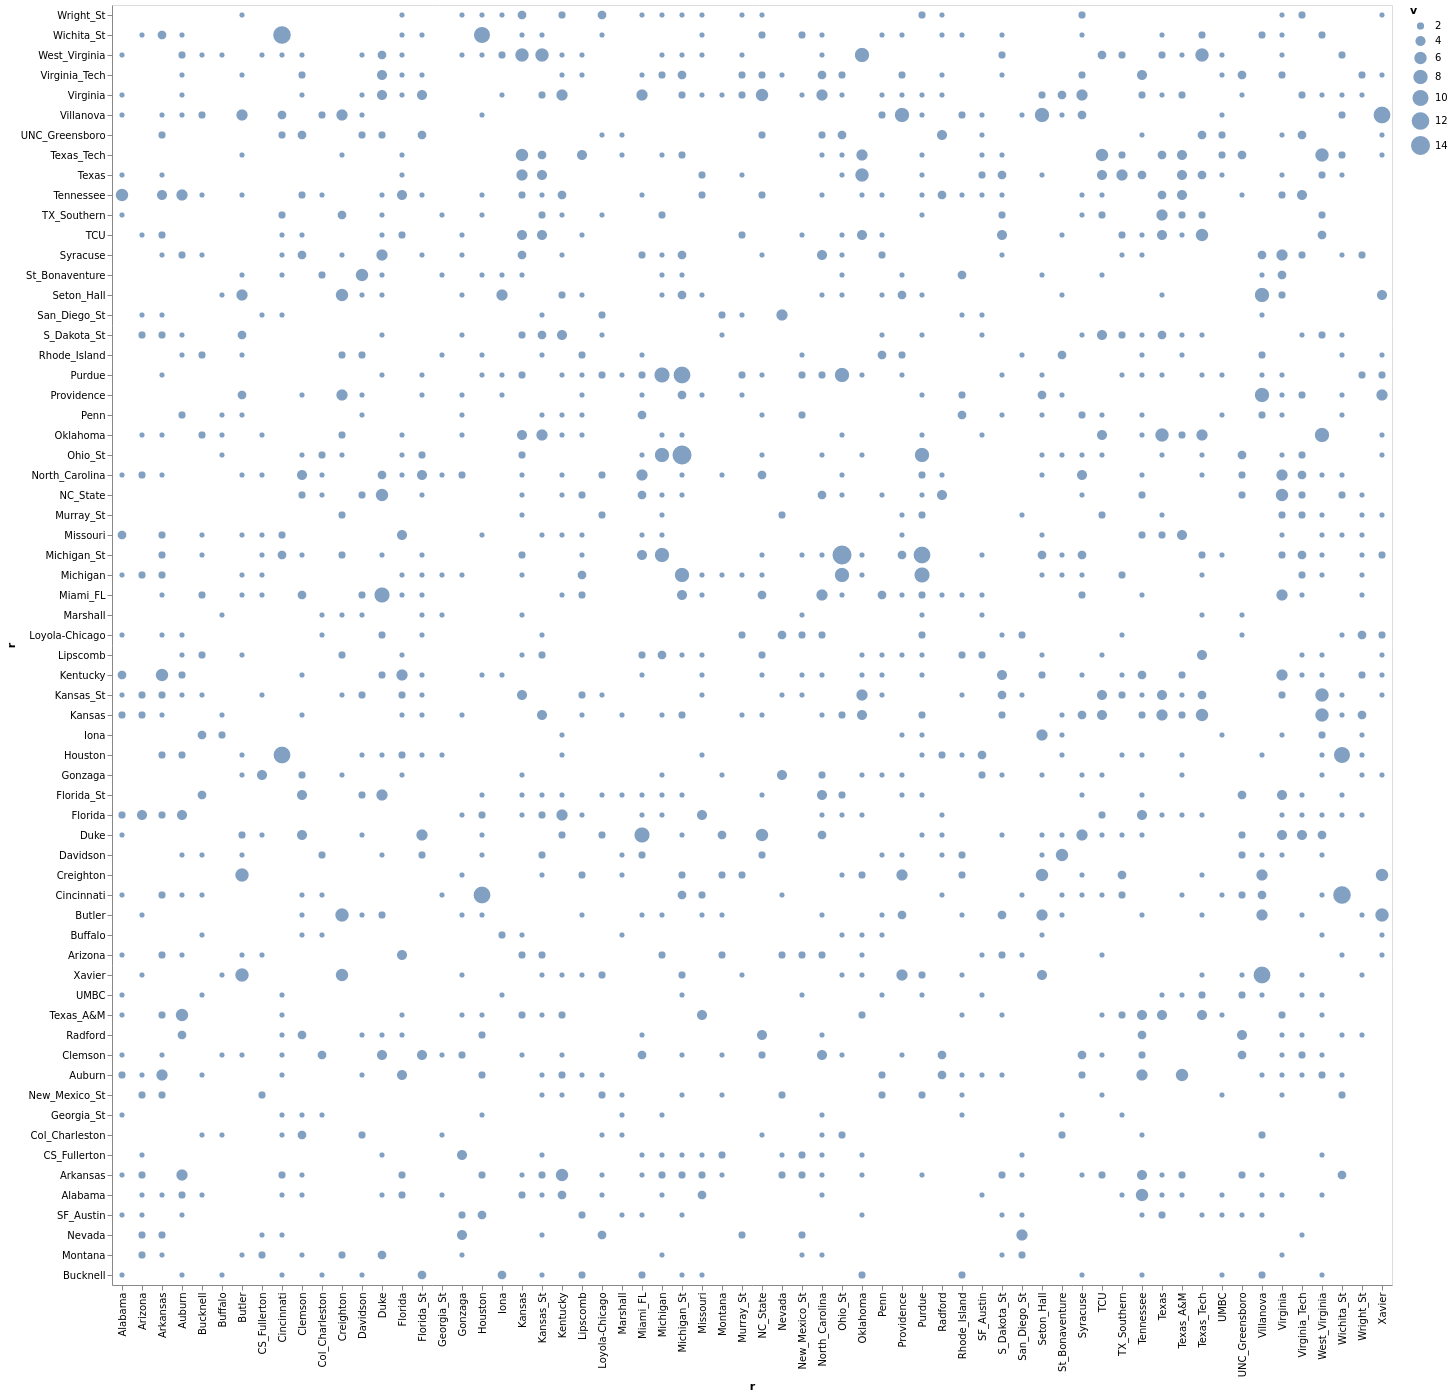 v
2
4
6
8
10
12
14
Wright_St
Wichita_St
West_Virginia
Virginia_Tech
Virginia
Villanova
UNC_Greensboro
Texas_Tech
Texas
Tennessee
TX_Southern
TCU
Syracuse
St_Bonaventure
Seton_Hall
San_Diego_St
S_Dakota_St
Rhode_Island
Purdue
Providence
Penn
Oklahoma
Ohio_St
North_Carolina
NC_State
Murray_St
Missouri
Michigan_St
Michigan
Miami_FL
Marshall
Loyola-Chicago
Lipscomb
Kentucky
Kansas_St
Kansas
Iona
Houston
Gonzaga
Florida_St
Florida
Duke
Davidson
Creighton
Cincinnati
Butler
Buffalo
Arizona
Xavier
UMBC
Texas_A&M
Radford
Clemson
Auburn
New_Mexico_St
Georgia_St
Col_Charleston
CS_Fullerton
Arkansas
Alabama
SF_Austin
Nevada
Montana
Bucknell
r
Alabama
Arizona
Arkansas
Auburn
Bucknell
Buffalo
Butler
CS_Fullerton
Cincinnati
Clemson
Col_Charleston
Creighton
Davidson
Duke
Florida
Florida_St
Georgia_St
Gonzaga
Houston
Iona
Kansas
Kansas_St
Kentucky
Lipscomb
Loyola-Chicago
Marshall
Miami_FL
Michigan
Michigan_St
Missouri
Montana
Murray_St
NC_State
Nevada
New_Mexico_St
North_Carolina
Ohio_St
Oklahoma
Penn
Providence
Purdue
Radford
Rhode_Island
SF_Austin
S_Dakota_St
San_Diego_St
Seton_Hall
St_Bonaventure
Syracuse
TCU
TX_Southern
Tennessee
Texas
Texas_A&M
Texas_Tech
UMBC
UNC_Greensboro
Villanova
Virginia
Virginia_Tech
West_Virginia
Wichita_St
Wright_St
Xavier
r